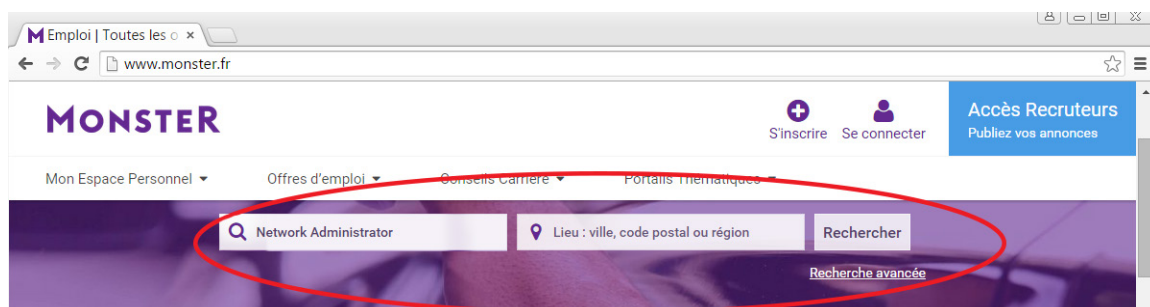 Emploi | Toutes les o
www.monster.fr
MONSTER
S'inscrire Se connecter
Accès Recruteurs
Publiez vos annonces
Mon Espace Personnel Offres d'emploi Conseils Carrière Portails Thématiques
Network Administrator Lieu : ville, code postal ou région Rechercher
Recherche avancée